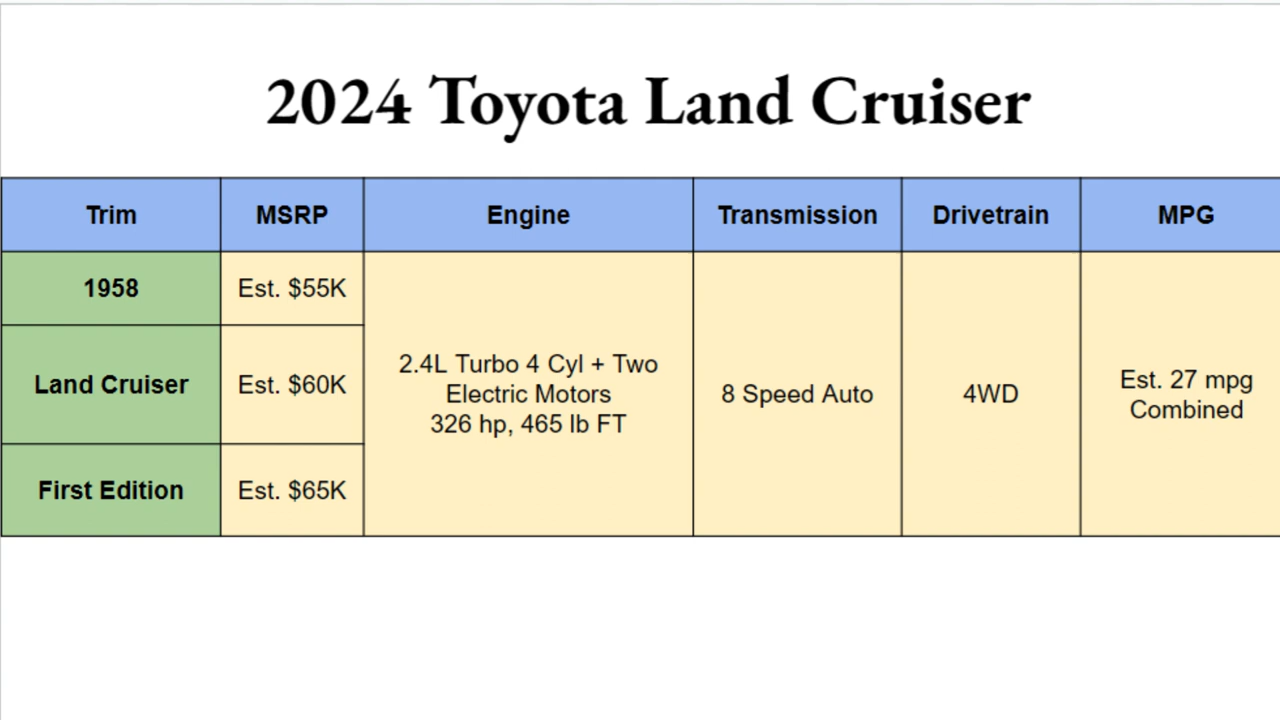 2024 Toyota Land Cruiser
Trim MSRP Engine Transmission Drivetrain MPG
1958 Est. $55K
Land Cruiser Est. $60K
First Edition Est. $65K
2.4L Turbo 4 Cyl + Two
Electric Motors
326 hp, 465 lb FT
8 Speed Auto
4WD
Est. 27 mpg
Combined